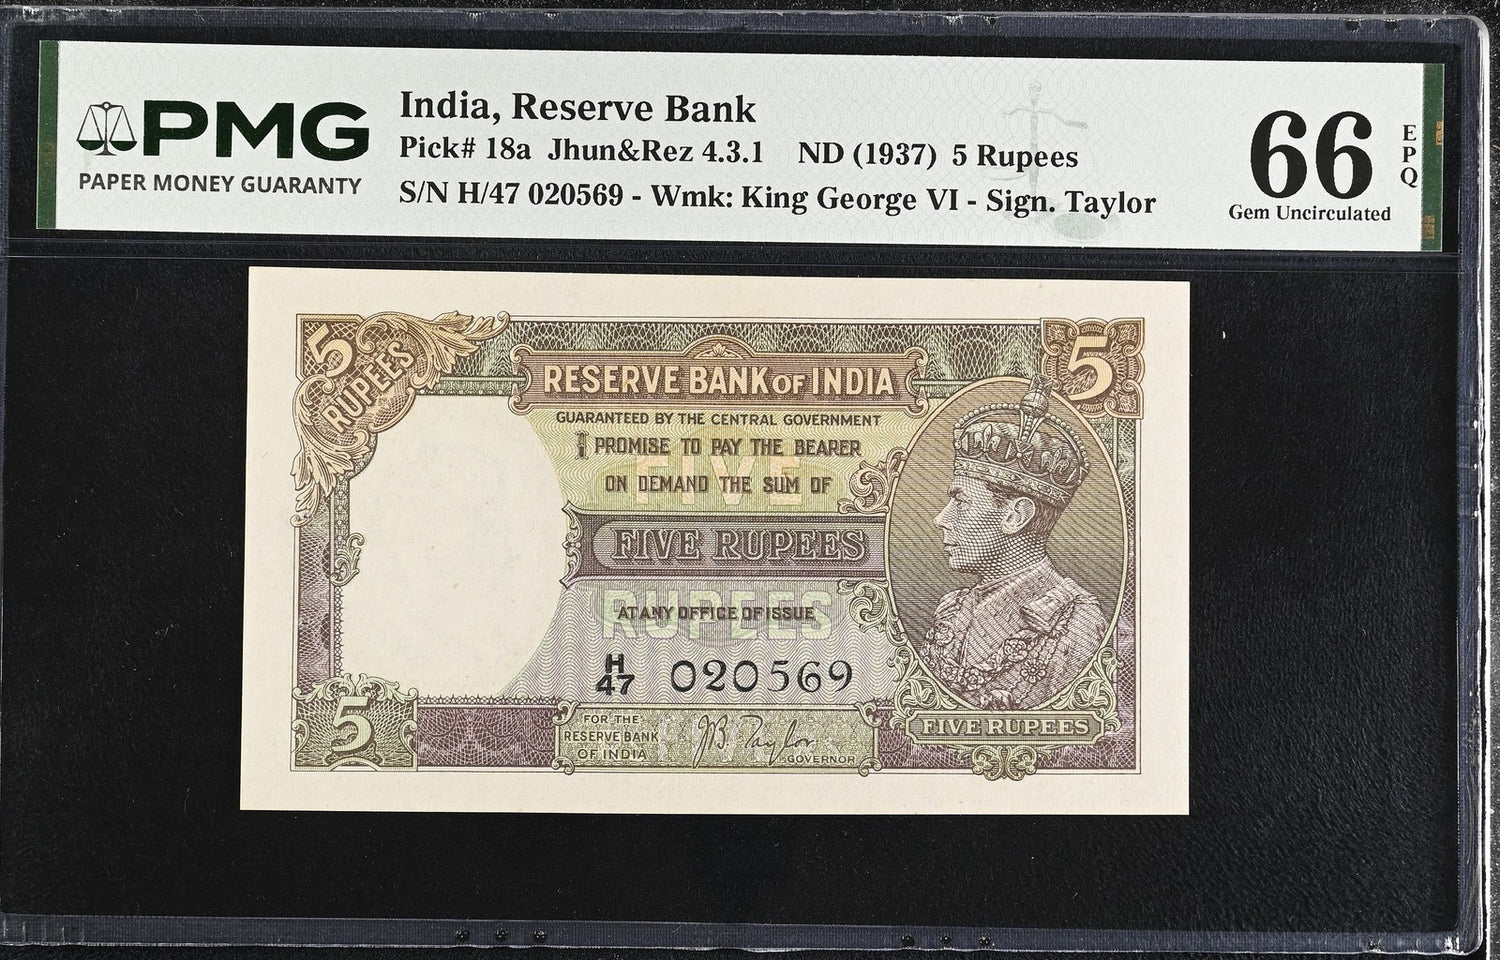 PMG
PAPER MONEY GUARANTY
India, Reserve Bank
Pick# 18a Jhun&Rez 4.3.1 ND (1937) 5 Rupees
S/N H/47 020569 - Wmk: King George VI - Sign. Taylor
66
EPQ
Gem Uncirculated
5
RUPEES
5
RESERVE BANK OF INDIA
GUARANTEED BY THE CENTRAL GOVERNMENT
I PROMISE TO PAY THE BEARER
FIVE
ON DEMAND THE SUM OF
FIVE RUPEES
RUPEES
AT ANY OFFICE OF ISSUE
H
47
020569
5
FOR THE
RESERVE BANK
OF INDIA
JB. Taylor
GOVERNOR
FIVE RUPEES